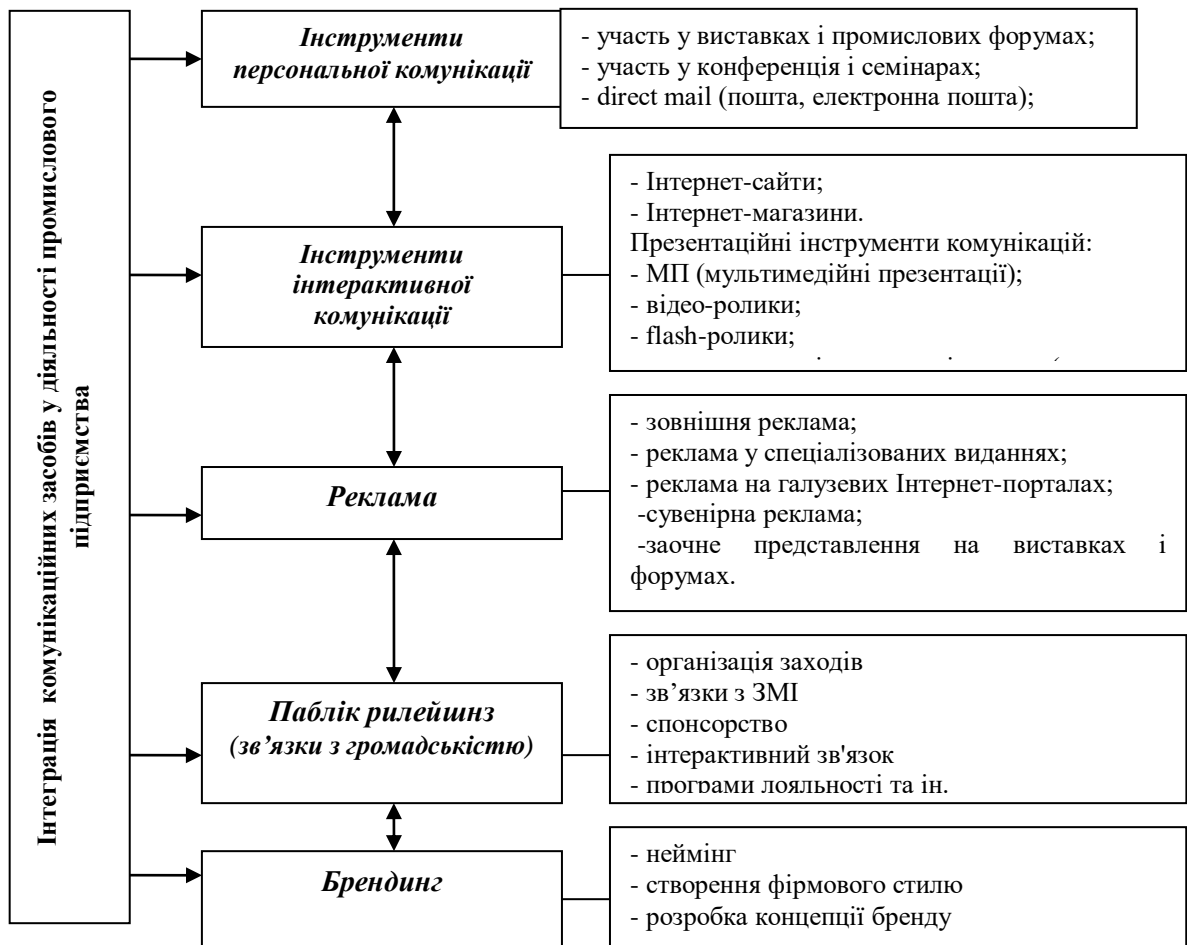 Інтеграція комунікаційних засобів у діяльності промислового
підприємства
Інструменти
персональної комунікації
- участь у виставках і промислових форумах;
- участь у конференція і семінарах;
- direct mail (пошта, електронна пошта);
Інструменти
інтерактивної
комунікації
- Інтернет-сайти;
- Інтернет-магазини.
Презентаційні інструменти комунікацій:
- МП (мультимедійні презентації);
- відео-ролики;
- flash-ролики;
Реклама
- зовнішня реклама;
- реклама у спеціалізованих виданнях;
- реклама на галузевих Інтернет-порталах;
-сувенірна реклама;
-заочне представлення на виставках і
форумах.
Паблік рилейшнз
(зв’язки з громадськістю)
- організація заходів
- зв’язки з ЗМІ
- спонсорство
- інтерактивний зв'язок
- програми лояльності та ін.
Брендинг
- неймінг
- створення фірмового стилю
- розробка концепції бренду